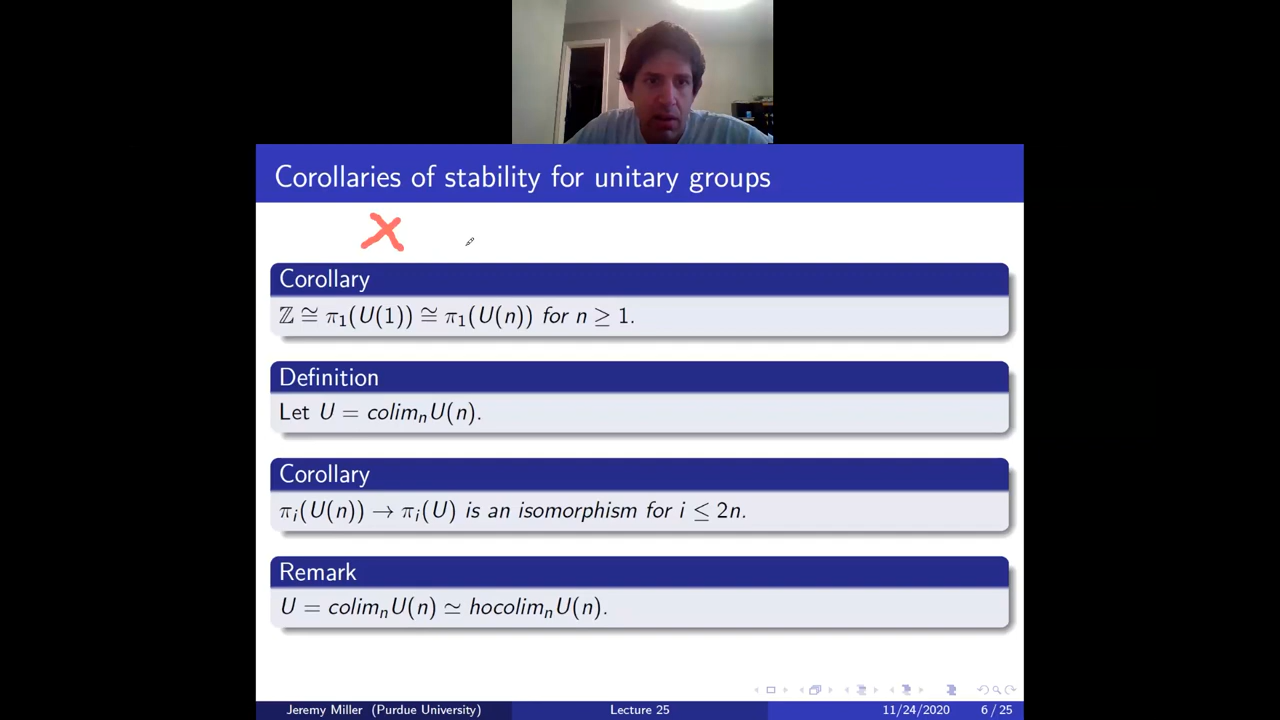 Corollaries of stability for unitary groups
X
Corollary
ℤ ≅ π₁(U(1)) ≅ π₁(U(n)) for n ≥ 1.
Definition
Let U = colimₙU(n).
Corollary
πᵢ(U(n)) → πᵢ(U) is an isomorphism for i ≤ 2n.
Remark
U = colimₙU(n) ≃ hocolimₙU(n).
Jeremy Miller (Purdue University) Lecture 25 11/24/2020 6 / 25